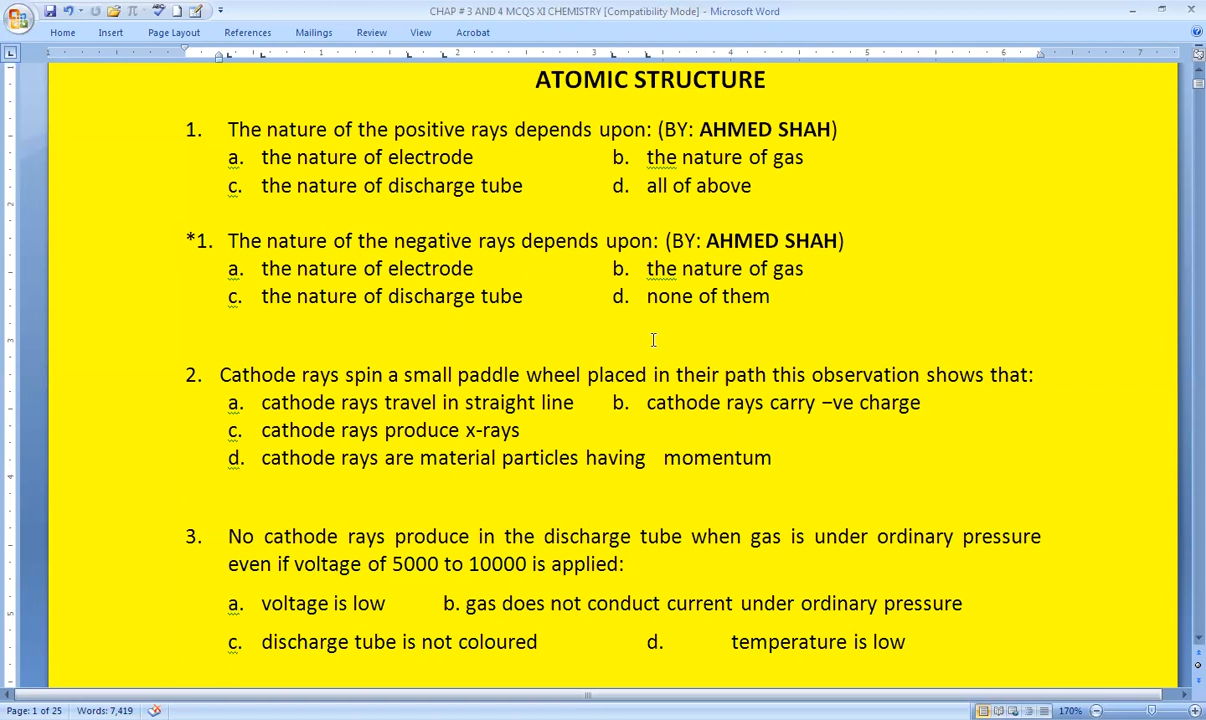 CHAP # 3 AND 4 MCQS XI CHEMISTRY [Compatibility Mode] - Microsoft Word
Home Insert Page Layout References Mailings Review View Acrobat
1 1 2 3 4 5 6 7
ATOMIC STRUCTURE
1. The nature of the positive rays depends upon: (BY: AHMED SHAH)
a. the nature of electrode b. the nature of gas
c. the nature of discharge tube d. all of above
*1. The nature of the negative rays depends upon: (BY: AHMED SHAH)
a. the nature of electrode b. the nature of gas
c. the nature of discharge tube d. none of them
2. Cathode rays spin a small paddle wheel placed in their path this observation shows that:
a. cathode rays travel in straight line b. cathode rays carry –ve charge
c. cathode rays produce x-rays
d. cathode rays are material particles having momentum
3. No cathode rays produce in the discharge tube when gas is under ordinary pressure
even if voltage of 5000 to 10000 is applied:
a. voltage is low b. gas does not conduct current under ordinary pressure
c. discharge tube is not coloured d. temperature is low
Page: 1 of 25 Words: 7,419 170%